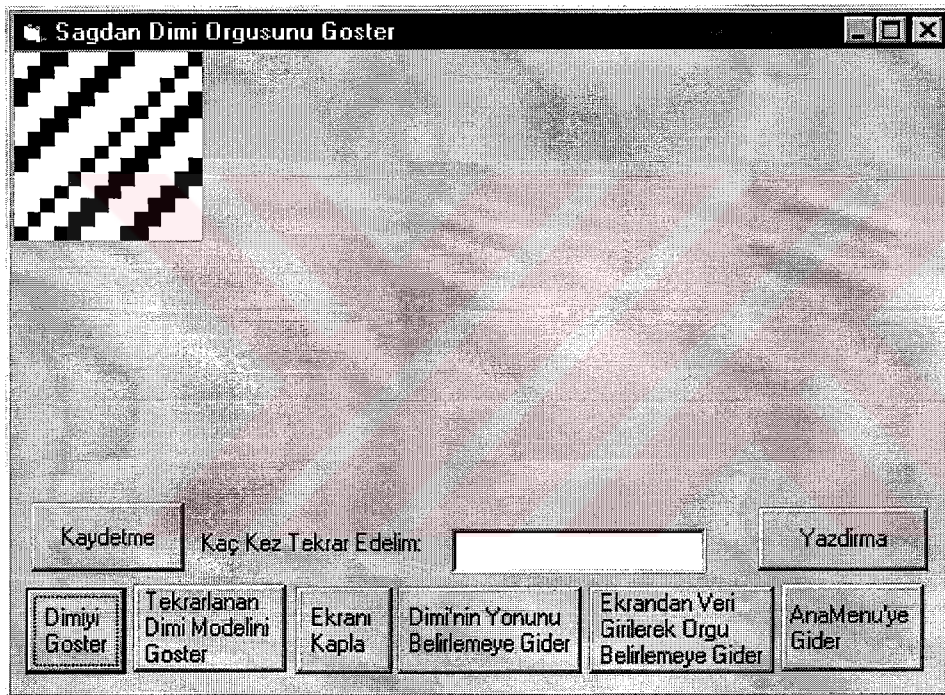 Sagdan Dimi Orgusunu Goster
Kaydetme
Kaç Kez Tekrar Edelim:
Yazdirma
Dimiyi
Goster
Tekrarlanan
Dimi Modelini
Goster
Ekranı
Kapla
Dimi'nin Yonunu
Belirlemeye Gider
Ekrandan Veri
Girilerek Orgu
Belirlemeye Gider
AnaMenu'ye
Gider